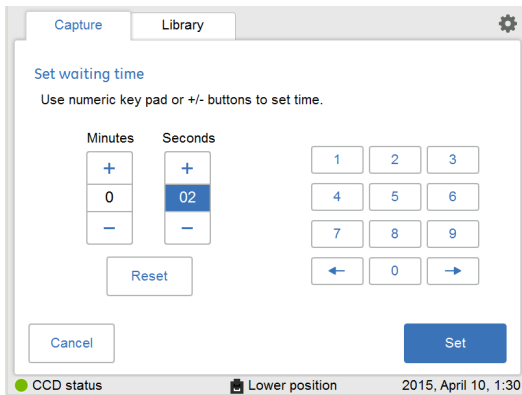 Capture Library
Set waiting time
Use numeric key pad or +/- buttons to set time.
Minutes Seconds
+ +
0 02
− −
Reset
1 2 3
4 5 6
7 8 9
← 0 →
Cancel Set
CCD status Lower position 2015, April 10, 1:30